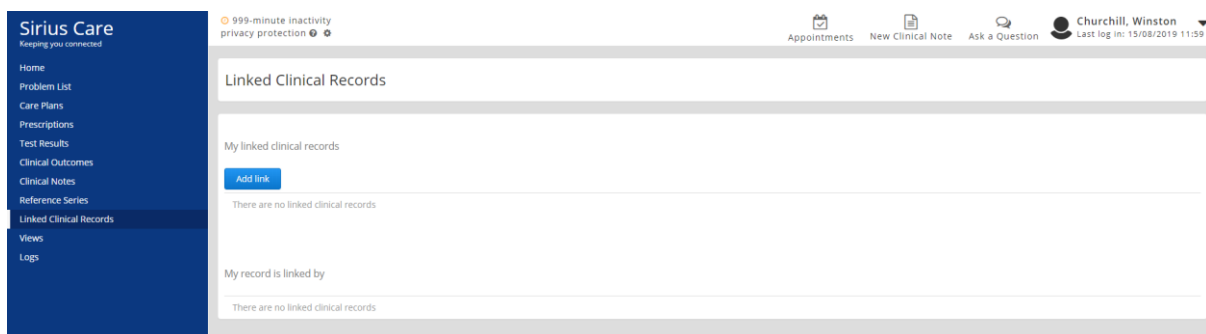 Sirius Care
Keeping you connected
Home
Problem List
Care Plans
Prescriptions
Test Results
Clinical Outcomes
Clinical Notes
Reference Series
Linked Clinical Records
Views
Logs
999-minute inactivity
privacy protection
Appointments
New Clinical Note
Ask a Question
Churchill, Winston
Last log in: 15/08/2019 11:59
Linked Clinical Records
My linked clinical records
Add link
There are no linked clinical records
My record is linked by
There are no linked clinical records